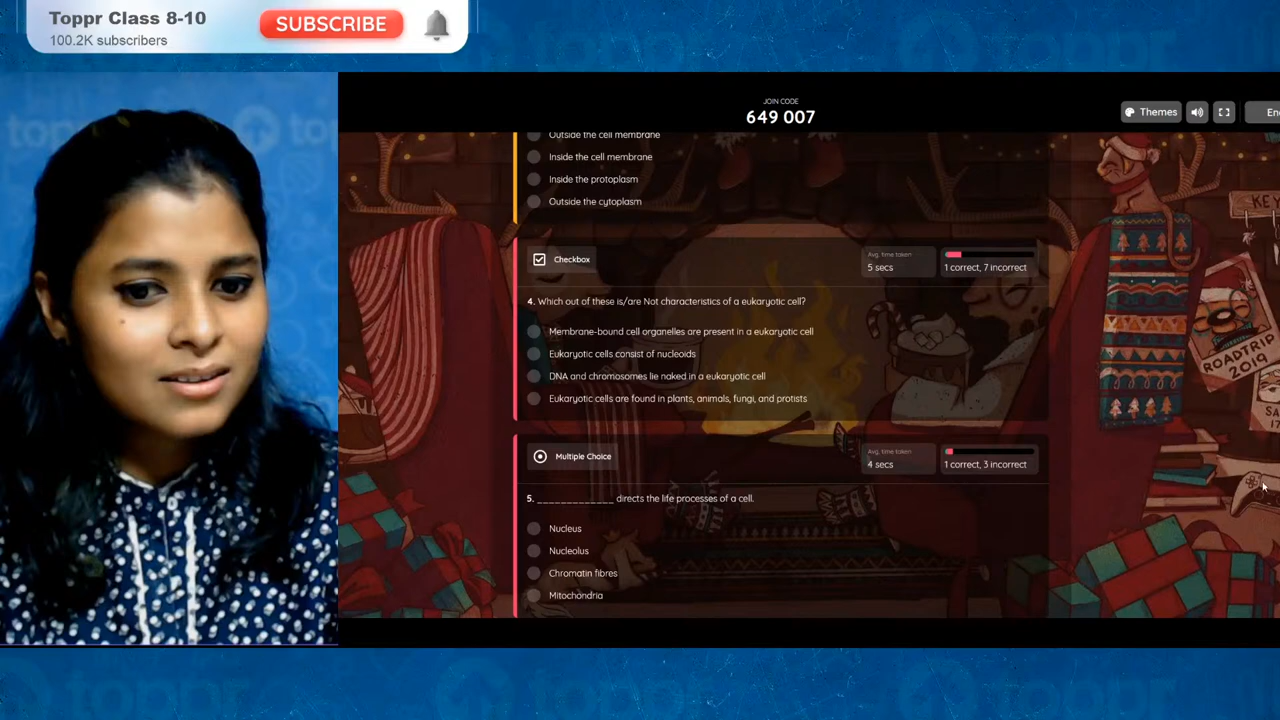 Toppr Class 8-10
100.2K subscribers
SUBSCRIBE
JOIN CODE
649 007
Themes
Outside the cell membrane
Inside the cell membrane
Inside the protoplasm
Outside the cytoplasm
Checkbox
Avg. time taken
5 secs
1 correct, 7 incorrect
4. Which out of these is/are Not characteristics of a eukaryotic cell?
Membrane-bound cell organelles are present in a eukaryotic cell
Eukaryotic cells consist of nucleoids
DNA and chromosomes lie naked in a eukaryotic cell
Eukaryotic cells are found in plants, animals, fungi, and protists
Multiple Choice
Avg. time taken
4 secs
1 correct, 3 incorrect
5. _____________ directs the life processes of a cell.
Nucleus
Nucleolus
Chromatin fibres
Mitochondria
ROADTRIP
2019
toppr
toppr